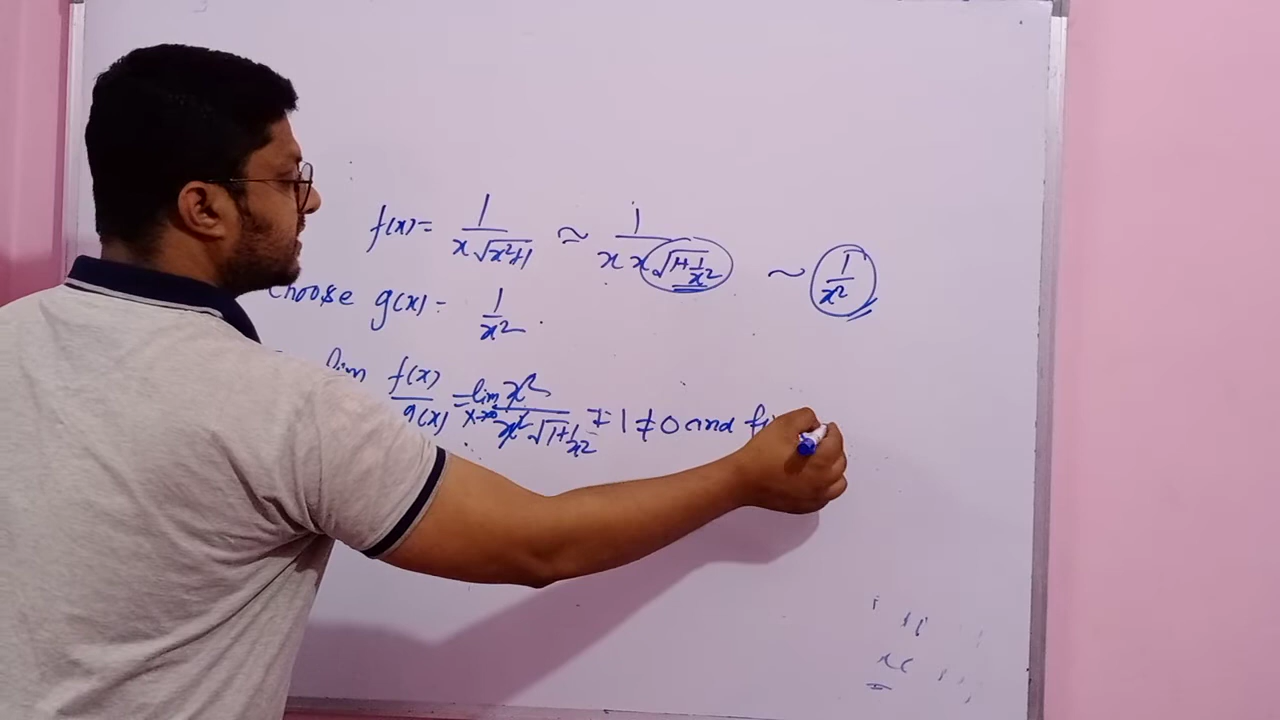 f(x) = 1/(x√(x²+1)) ≈ 1/(x x√(1+1/x²)) ~ 1/x²
Choose g(x) = 1/x²
lim f(x)/g(x) = lim x→∞ x²/(x²√(1+1/x²)) = 1 ≠ 0 and